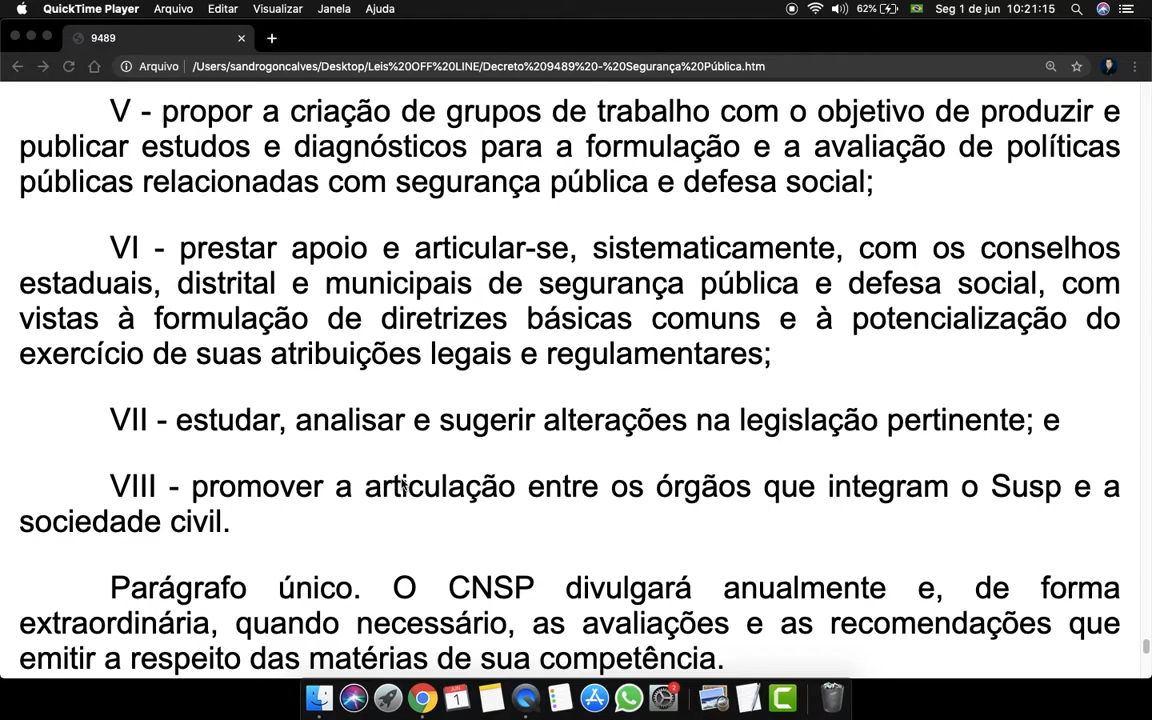 QuickTime Player Arquivo Editar Visualizar Janela Ajuda 62% Seg 1 de jun 10:21:15
9489
Arquivo /Users/sandrogoncalves/Desktop/Leis%20OFF%20LINE/Decreto%209489%20-%20Segurança%20Pública.htm
V - propor a criação de grupos de trabalho com o objetivo de produzir e
publicar estudos e diagnósticos para a formulação e a avaliação de políticas
públicas relacionadas com segurança pública e defesa social;
VI - prestar apoio e articular-se, sistematicamente, com os conselhos
estaduais, distrital e municipais de segurança pública e defesa social, com
vistas à formulação de diretrizes básicas comuns e à potencialização do
exercício de suas atribuições legais e regulamentares;
VII - estudar, analisar e sugerir alterações na legislação pertinente; e
VIII - promover a articulação entre os órgãos que integram o Susp e a
sociedade civil.
Parágrafo único. O CNSP divulgará anualmente e, de forma
extraordinária, quando necessário, as avaliações e as recomendações que
emitir a respeito das matérias de sua competência.
JUN
1
2